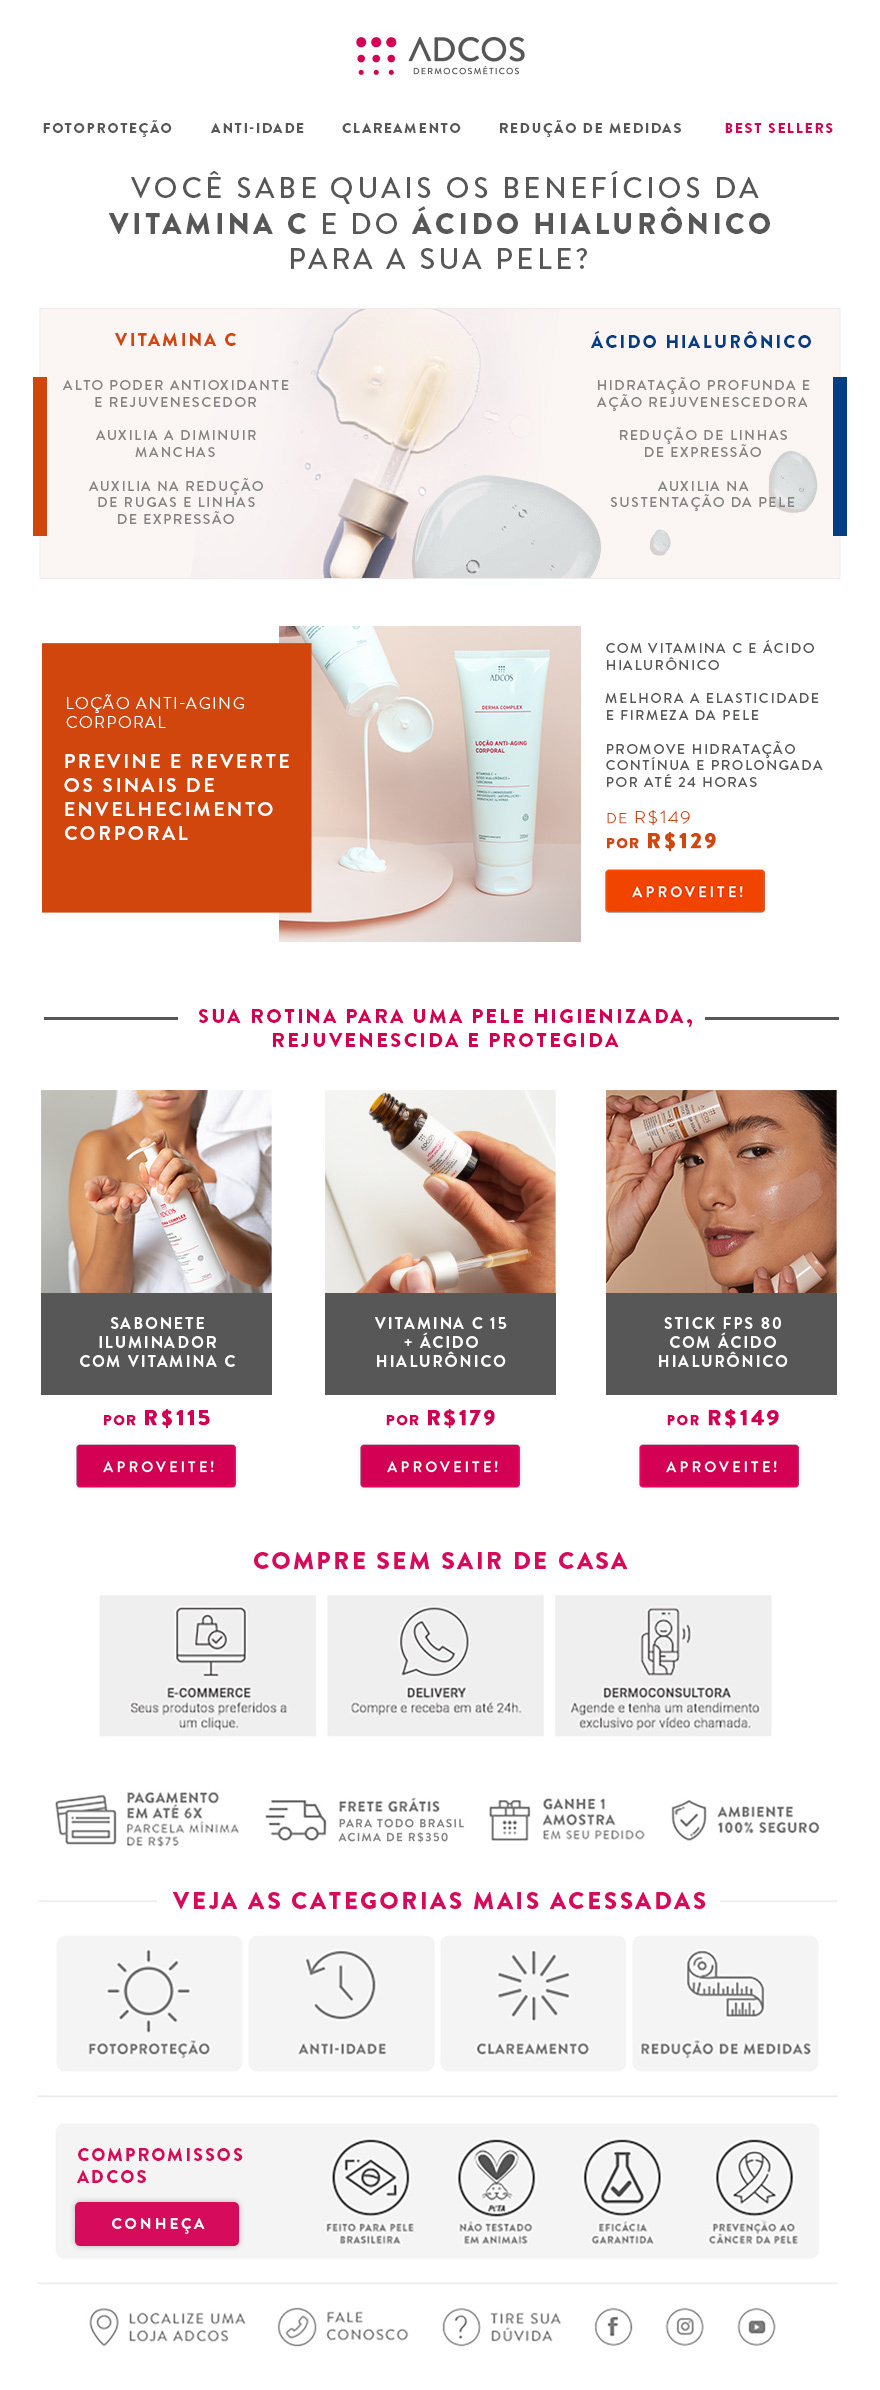 ADCOS
DERMOCOSMÉTICOS
FOTOPROTEÇÃO
ANTI-IDADE
CLAREAMENTO
REDUÇÃO DE MEDIDAS
BEST SELLERS
VOCÊ SABE QUAIS OS BENEFÍCIOS DA
VITAMINA C E DO ÁCIDO HIALURÔNICO
PARA A SUA PELE?
VITAMINA C
ALTO PODER ANTIOXIDANTE
E REJUVENESCEDOR
AUXILIA A DIMINUIR
MANCHAS
AUXILIA NA REDUÇÃO
DE RUGAS E LINHAS
DE EXPRESSÃO
ÁCIDO HIALURÔNICO
HIDRATAÇÃO PROFUNDA E
AÇÃO REJUVENESCEDORA
REDUÇÃO DE LINHAS
DE EXPRESSÃO
AUXILIA NA
SUSTENTAÇÃO DA PELE
LOÇÃO ANTI-AGING
CORPORAL
PREVINE E REVERTE
OS SINAIS DE
ENVELHECIMENTO
CORPORAL
ADCOS
DERMA COMPLEX
LOÇÃO ANTI-AGING
CORPORAL
VITAMINA C +
COM VITAMINA C E ÁCIDO
HIALURÔNICO
MELHORA A ELASTICIDADE
E FIRMEZA DA PELE
PROMOVE HIDRATAÇÃO
CONTÍNUA E PROLONGADA
POR ATÉ 24 HORAS
DE R$149
POR R$129
APROVEITE!
SUA ROTINA PARA UMA PELE HIGIENIZADA,
REJUVENESCIDA E PROTEGIDA
ADCOS
ADCOS
SABONETE
ILUMINADOR
COM VITAMINA C
POR R$115
APROVEITE!
VITAMINA C 15
+ ÁCIDO
HIALURÔNICO
POR R$179
APROVEITE!
STICK FPS 80
COM ÁCIDO
HIALURÔNICO
POR R$149
APROVEITE!
COMPRE SEM SAIR DE CASA
E-COMMERCE
Seus produtos preferidos a
um clique.
DELIVERY
Compre e receba em até 24h.
DERMOCONSULTORA
Agende e tenha um atendimento
exclusivo por vídeo chamada.
PAGAMENTO
EM ATÉ 6X
PARCELA MÍNIMA
DE R$75
FRETE GRÁTIS
PARA TODO BRASIL
ACIMA DE R$350
GANHE 1
AMOSTRA
EM SEU PEDIDO
AMBIENTE
100% SEGURO
VEJA AS CATEGORIAS MAIS ACESSADAS
FOTOPROTEÇÃO
ANTI-IDADE
CLAREAMENTO
REDUÇÃO DE MEDIDAS
COMPROMISSOS
ADCOS
CONHEÇA
FEITO PARA PELE
BRASILEIRA
PETA
NÃO TESTADO
EM ANIMAIS
EFICÁCIA
GARANTIDA
PREVENÇÃO AO
CÂNCER DA PELE
LOCALIZE UMA
LOJA ADCOS
FALE
CONOSCO
TIRE SUA
DÚVIDA